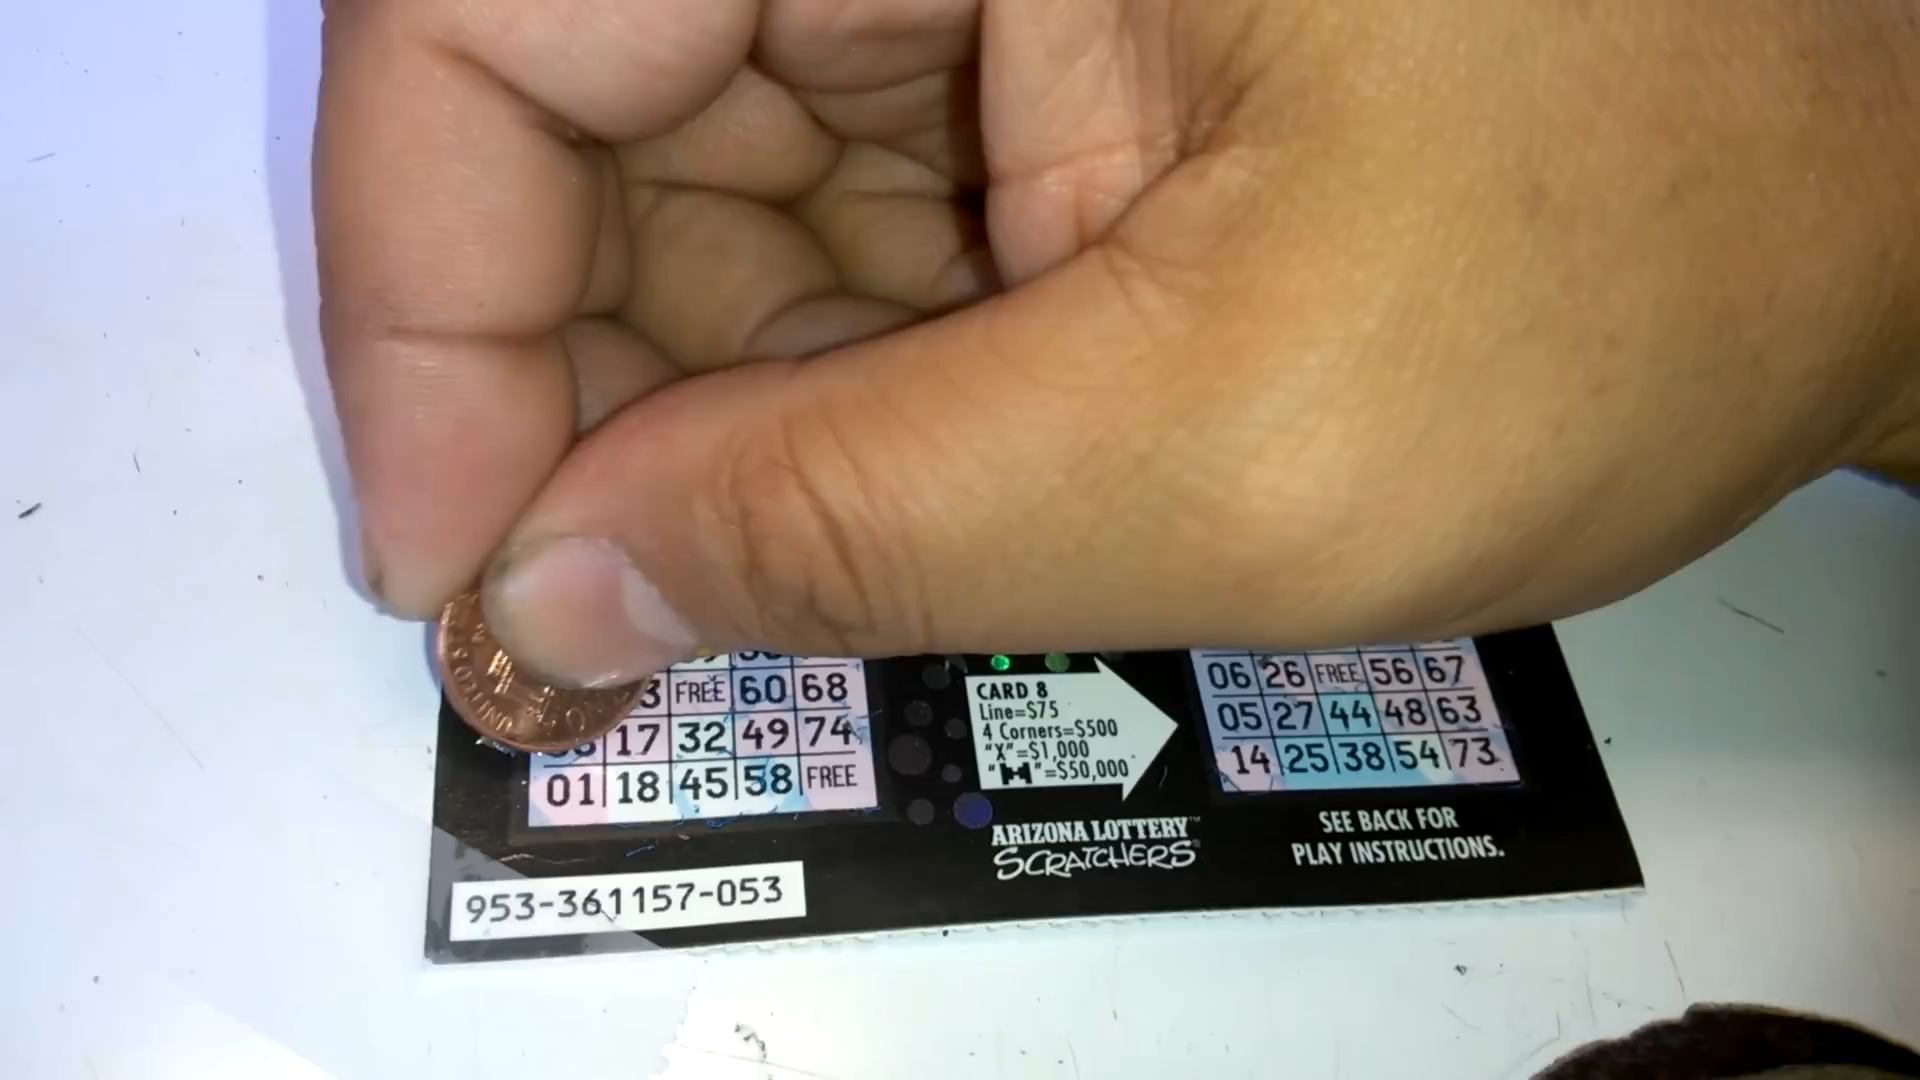 FREE 60 68
17 32 49 74
01 18 45 58 FREE
CARD 8
Line=$75
4 Corners=$500
"X"=$1,000
" "=$50,000
06 26 FREE 56 67
05 27 44 48 63
14 25 38 54 73
ARIZONA LOTTERY™
SCRATCHERS®
SEE BACK FOR
PLAY INSTRUCTIONS.
953-361157-053